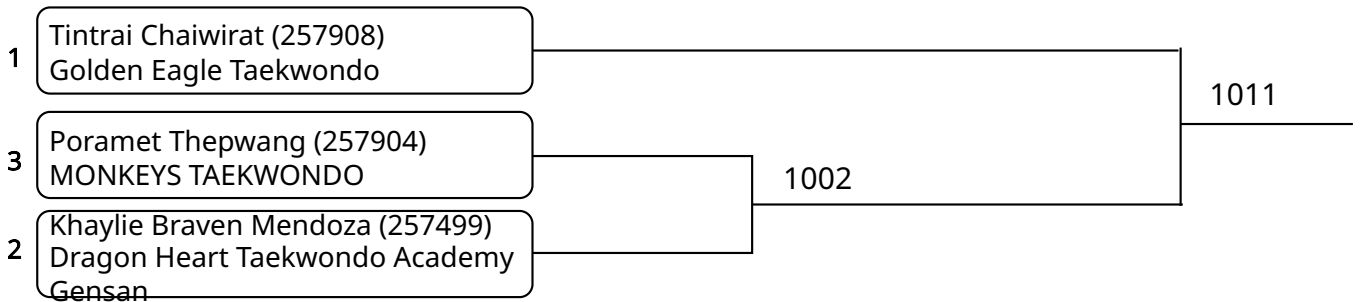 1
Tintrai Chaiwirat (257908)
Golden Eagle Taekwondo
1011
3
Poramet Thepwang (257904)
MONKEYS TAEKWONDO
1002
2
Khaylie Braven Mendoza (257499)
Dragon Heart Taekwondo Academy
Gensan